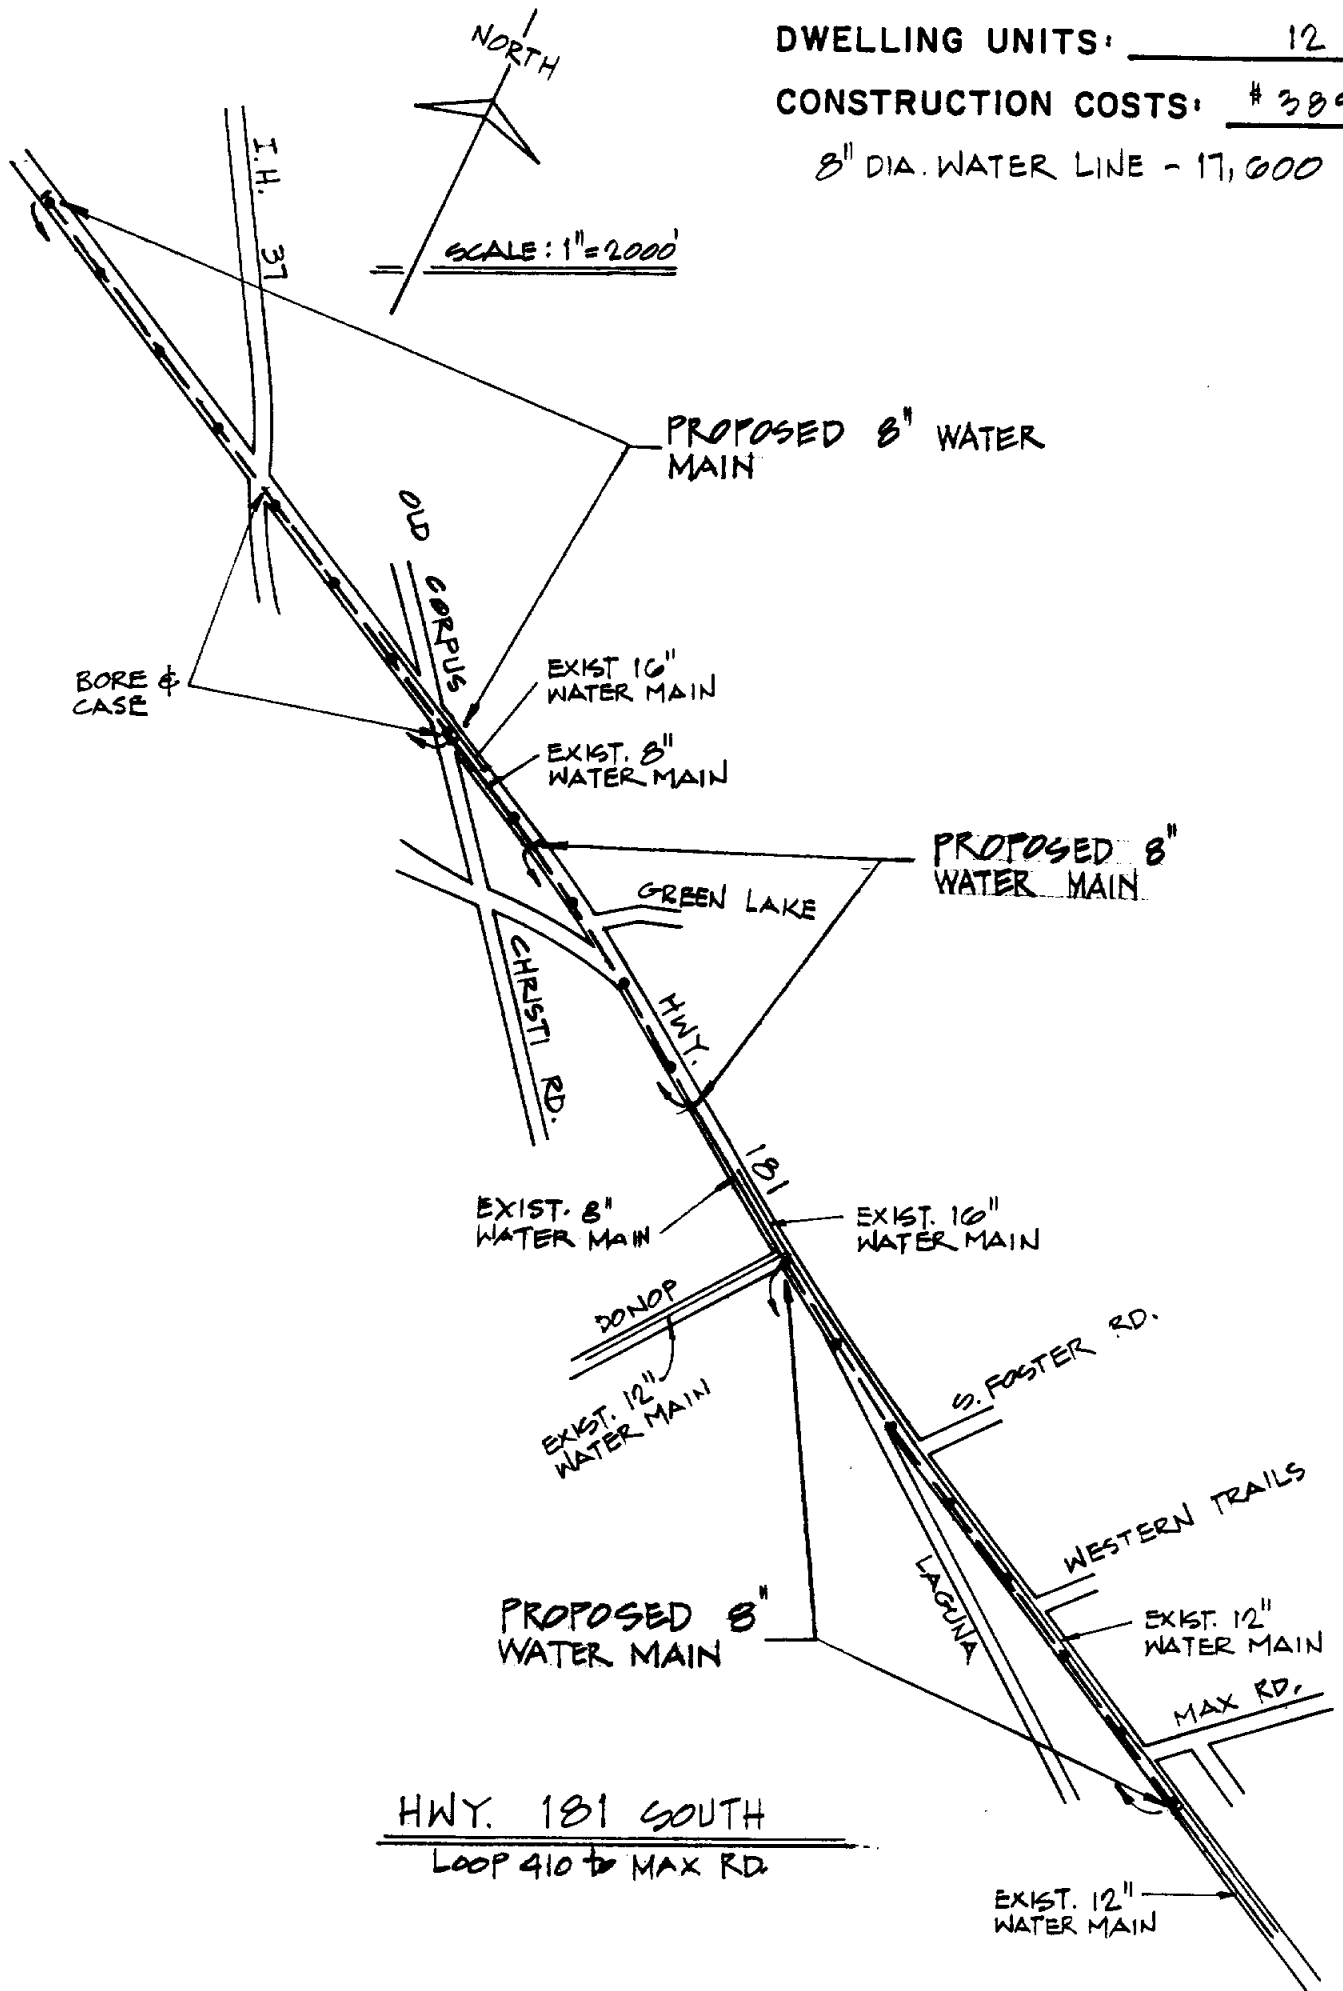 DWELLING UNITS: 12
CONSTRUCTION COSTS: $ 389
8" DIA. WATER LINE - 17,600
NORTH
SCALE: 1"=2000'
I.H. 37
PROPOSED 8" WATER
MAIN
OLD CORPUS
BORE &
CASE
EXIST 16"
WATER MAIN
EXIST. 8"
WATER MAIN
PROPOSED 8"
WATER MAIN
GREEN LAKE
CHRISTI RD.
HWY.
181
EXIST. 8"
WATER MAIN
EXIST. 16"
WATER MAIN
DONOP
EXIST. 12"
WATER MAIN
S. FOSTER RD.
WESTERN TRAILS
LAGUNA
PROPOSED 8"
WATER MAIN
EXIST. 12"
WATER MAIN
MAX RD.
HWY. 181 SOUTH
LOOP 410 to MAX RD.
EXIST. 12"
WATER MAIN